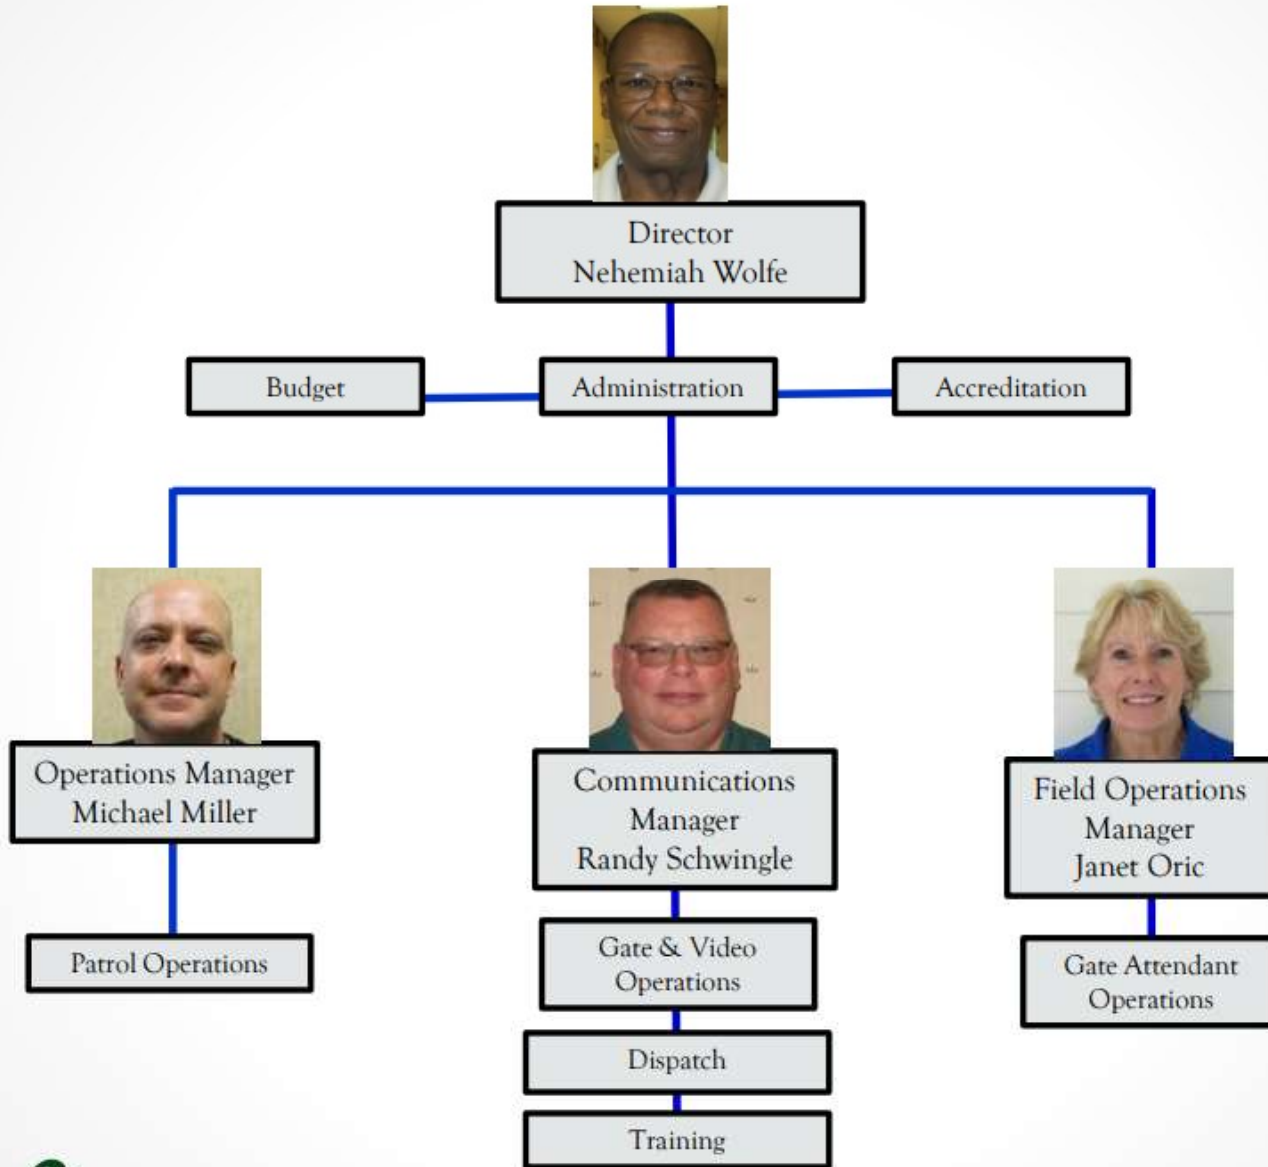 Director
Nehemiah Wolfe
Budget
Administration
Accreditation
Operations Manager
Michael Miller
Communications
Manager
Randy Schwingle
Field Operations
Manager
Janet Oric
Patrol Operations
Gate & Video
Operations
Gate Attendant
Operations
Dispatch
Training